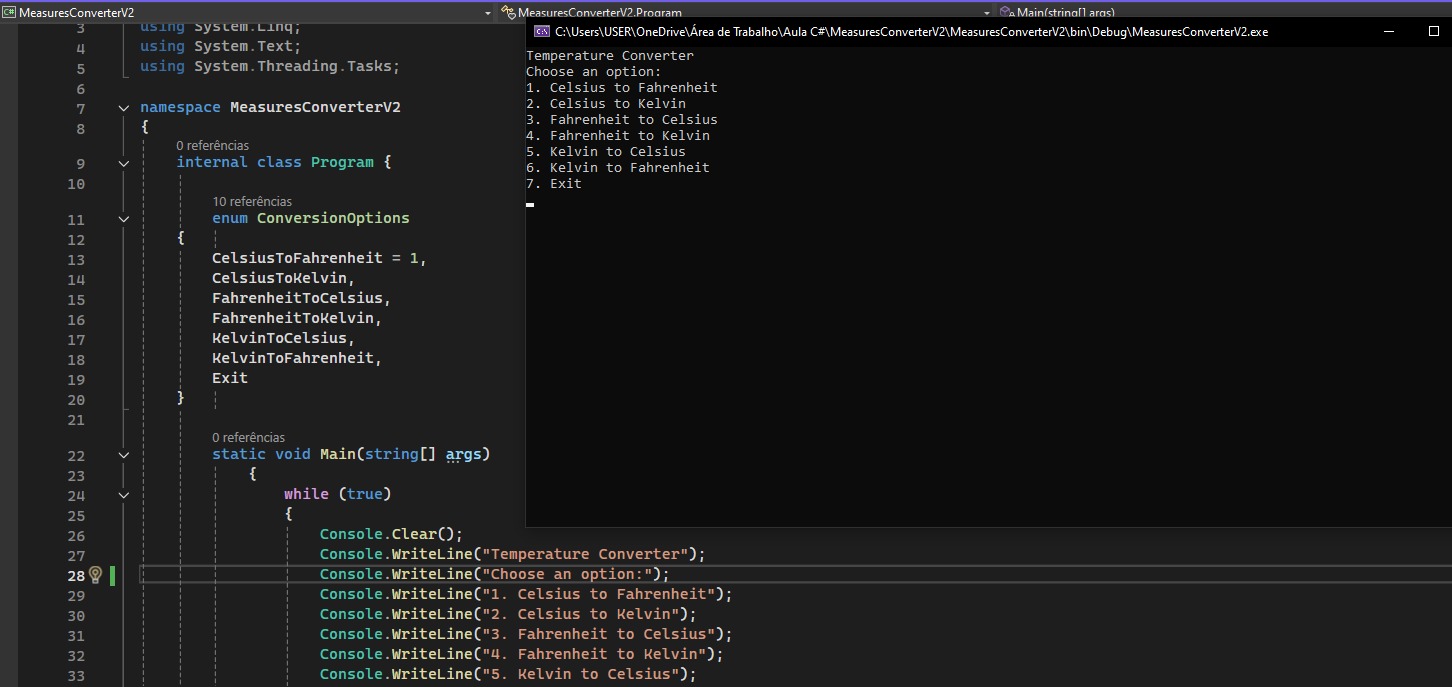 C# MeasuresConverterV2
MeasuresConverterV2.Program
Main(string[] args)
3 using System.Linq;
4 using System.Text;
5 using System.Threading.Tasks;
6
7 namespace MeasuresConverterV2
8 {
0 referências
9 internal class Program {
10
10 referências
11 enum ConversionOptions
12 {
13 CelsiusToFahrenheit = 1,
14 CelsiusToKelvin,
15 FahrenheitToCelsius,
16 FahrenheitToKelvin,
17 KelvinToCelsius,
18 KelvinToFahrenheit,
19 Exit
20 }
21
0 referências
22 static void Main(string[] args)
23 {
24 while (true)
25 {
26 Console.Clear();
27 Console.WriteLine("Temperature Converter");
28 Console.WriteLine("Choose an option:");
29 Console.WriteLine("1. Celsius to Fahrenheit");
30 Console.WriteLine("2. Celsius to Kelvin");
31 Console.WriteLine("3. Fahrenheit to Celsius");
32 Console.WriteLine("4. Fahrenheit to Kelvin");
33 Console.WriteLine("5. Kelvin to Celsius");
C:\Users\USER\OneDrive\Área de Trabalho\Aula C#\MeasuresConverterV2\MeasuresConverterV2\bin\Debug\MeasuresConverterV2.exe
Temperature Converter
Choose an option:
1. Celsius to Fahrenheit
2. Celsius to Kelvin
3. Fahrenheit to Celsius
4. Fahrenheit to Kelvin
5. Kelvin to Celsius
6. Kelvin to Fahrenheit
7. Exit